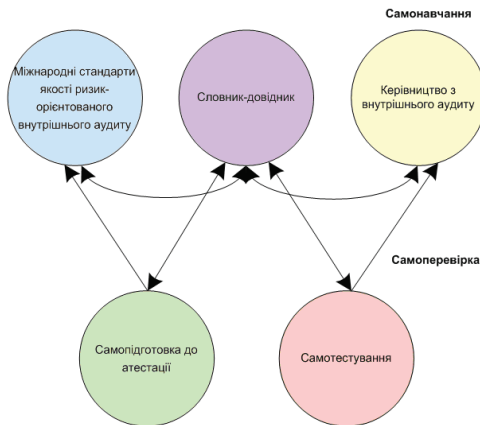 Самонавчання
Міжнародні стандарти
якості ризик-
орієнтованого
внутрішнього аудиту
Словник-довідник
Керівництво з
внутрішнього аудиту
Самоперевірка
Самопідготовка до
атестації
Самотестування